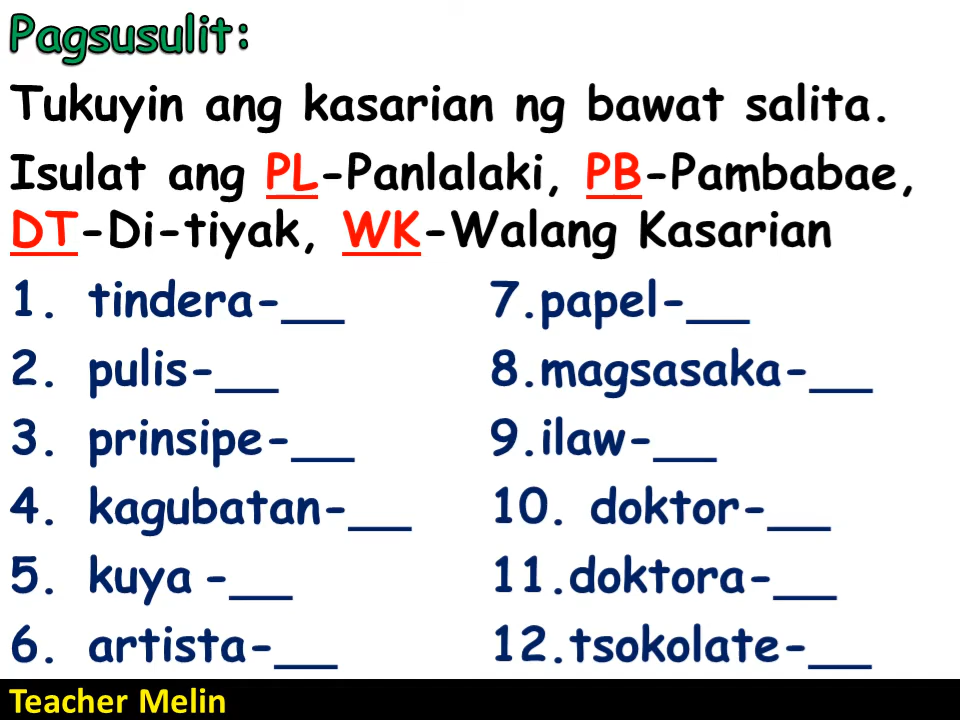 Pagsusulit:
Tukuyin ang kasarian ng bawat salita.
Isulat ang PL-Panlalaki, PB-Pambabae,
DT-Di-tiyak, WK-Walang Kasarian
1. tindera-__
2. pulis-__
3. prinsipe-__
4. kagubatan-__
5. kuya -__
6. artista-__
7.papel-__
8.magsasaka-__
9.ilaw-__
10. doktor-__
11.doktora-__
12.tsokolate-__
Teacher Melin